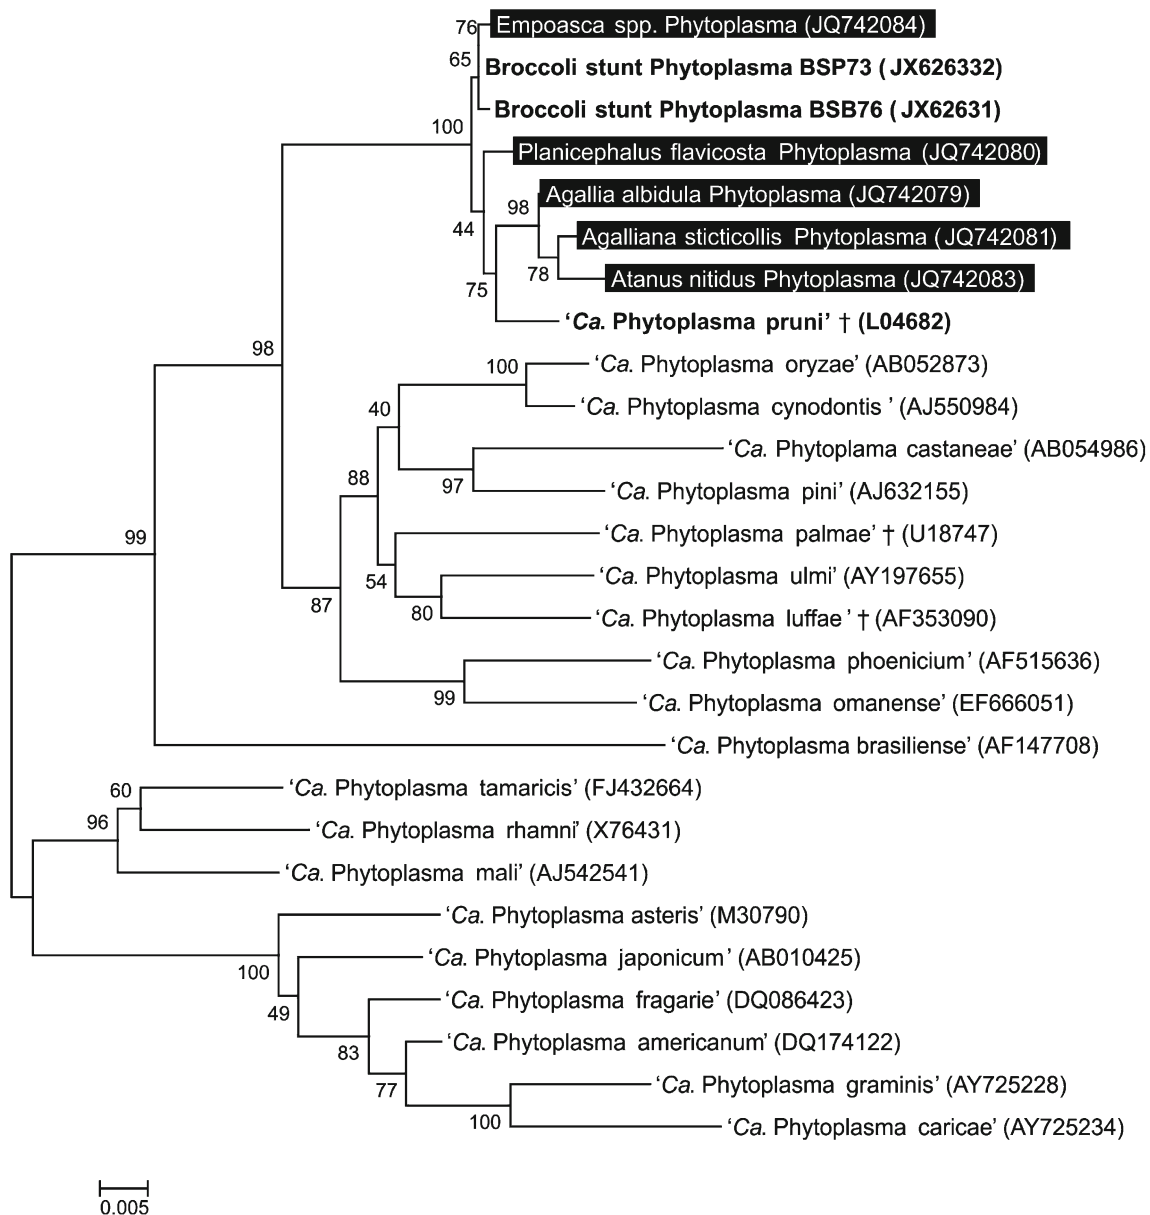 76
Empoasca spp. Phytoplasma (JQ742084)
65
Broccoli stunt Phytoplasma BSP73 ( JX626332)
Broccoli stunt Phytoplasma BSB76 ( JX62631)
100
Planicephalus flavicosta Phytoplasma (JQ742080)
Agallia albidula Phytoplasma (JQ742079)
98
44
Agalliana sticticollis Phytoplasma (JQ742081)
78
Atanus nitidus Phytoplasma (JQ742083)
75
‘Ca. Phytoplasma pruni’ † (L04682)
98
100
‘Ca. Phytoplasma oryzae’ (AB052873)
40
‘Ca. Phytoplasma cynodontis ’ (AJ550984)
‘Ca. Phytoplama castaneae’ (AB054986)
88
97
‘Ca. Phytoplasma pini’ (AJ632155)
99
‘Ca. Phytoplasma palmae’ † (U18747)
54
‘Ca. Phytoplasma ulmi’ (AY197655)
87
80
‘Ca. Phytoplasma luffae’ † (AF353090)
‘Ca. Phytoplasma phoenicium’ (AF515636)
99
‘Ca. Phytoplasma omanense’ (EF666051)
‘Ca. Phytoplasma brasiliense’ (AF147708)
60
‘Ca. Phytoplasma tamaricis’ (FJ432664)
96
‘Ca. Phytoplasma rhamni’ (X76431)
‘Ca. Phytoplasma mali’ (AJ542541)
‘Ca. Phytoplasma asteris’ (M30790)
100
‘Ca. Phytoplasma japonicum’ (AB010425)
49
‘Ca. Phytoplasma fragarie’ (DQ086423)
83
‘Ca. Phytoplasma americanum’ (DQ174122)
77
‘Ca. Phytoplasma graminis’ (AY725228)
100
‘Ca. Phytoplasma caricae’ (AY725234)
0.005